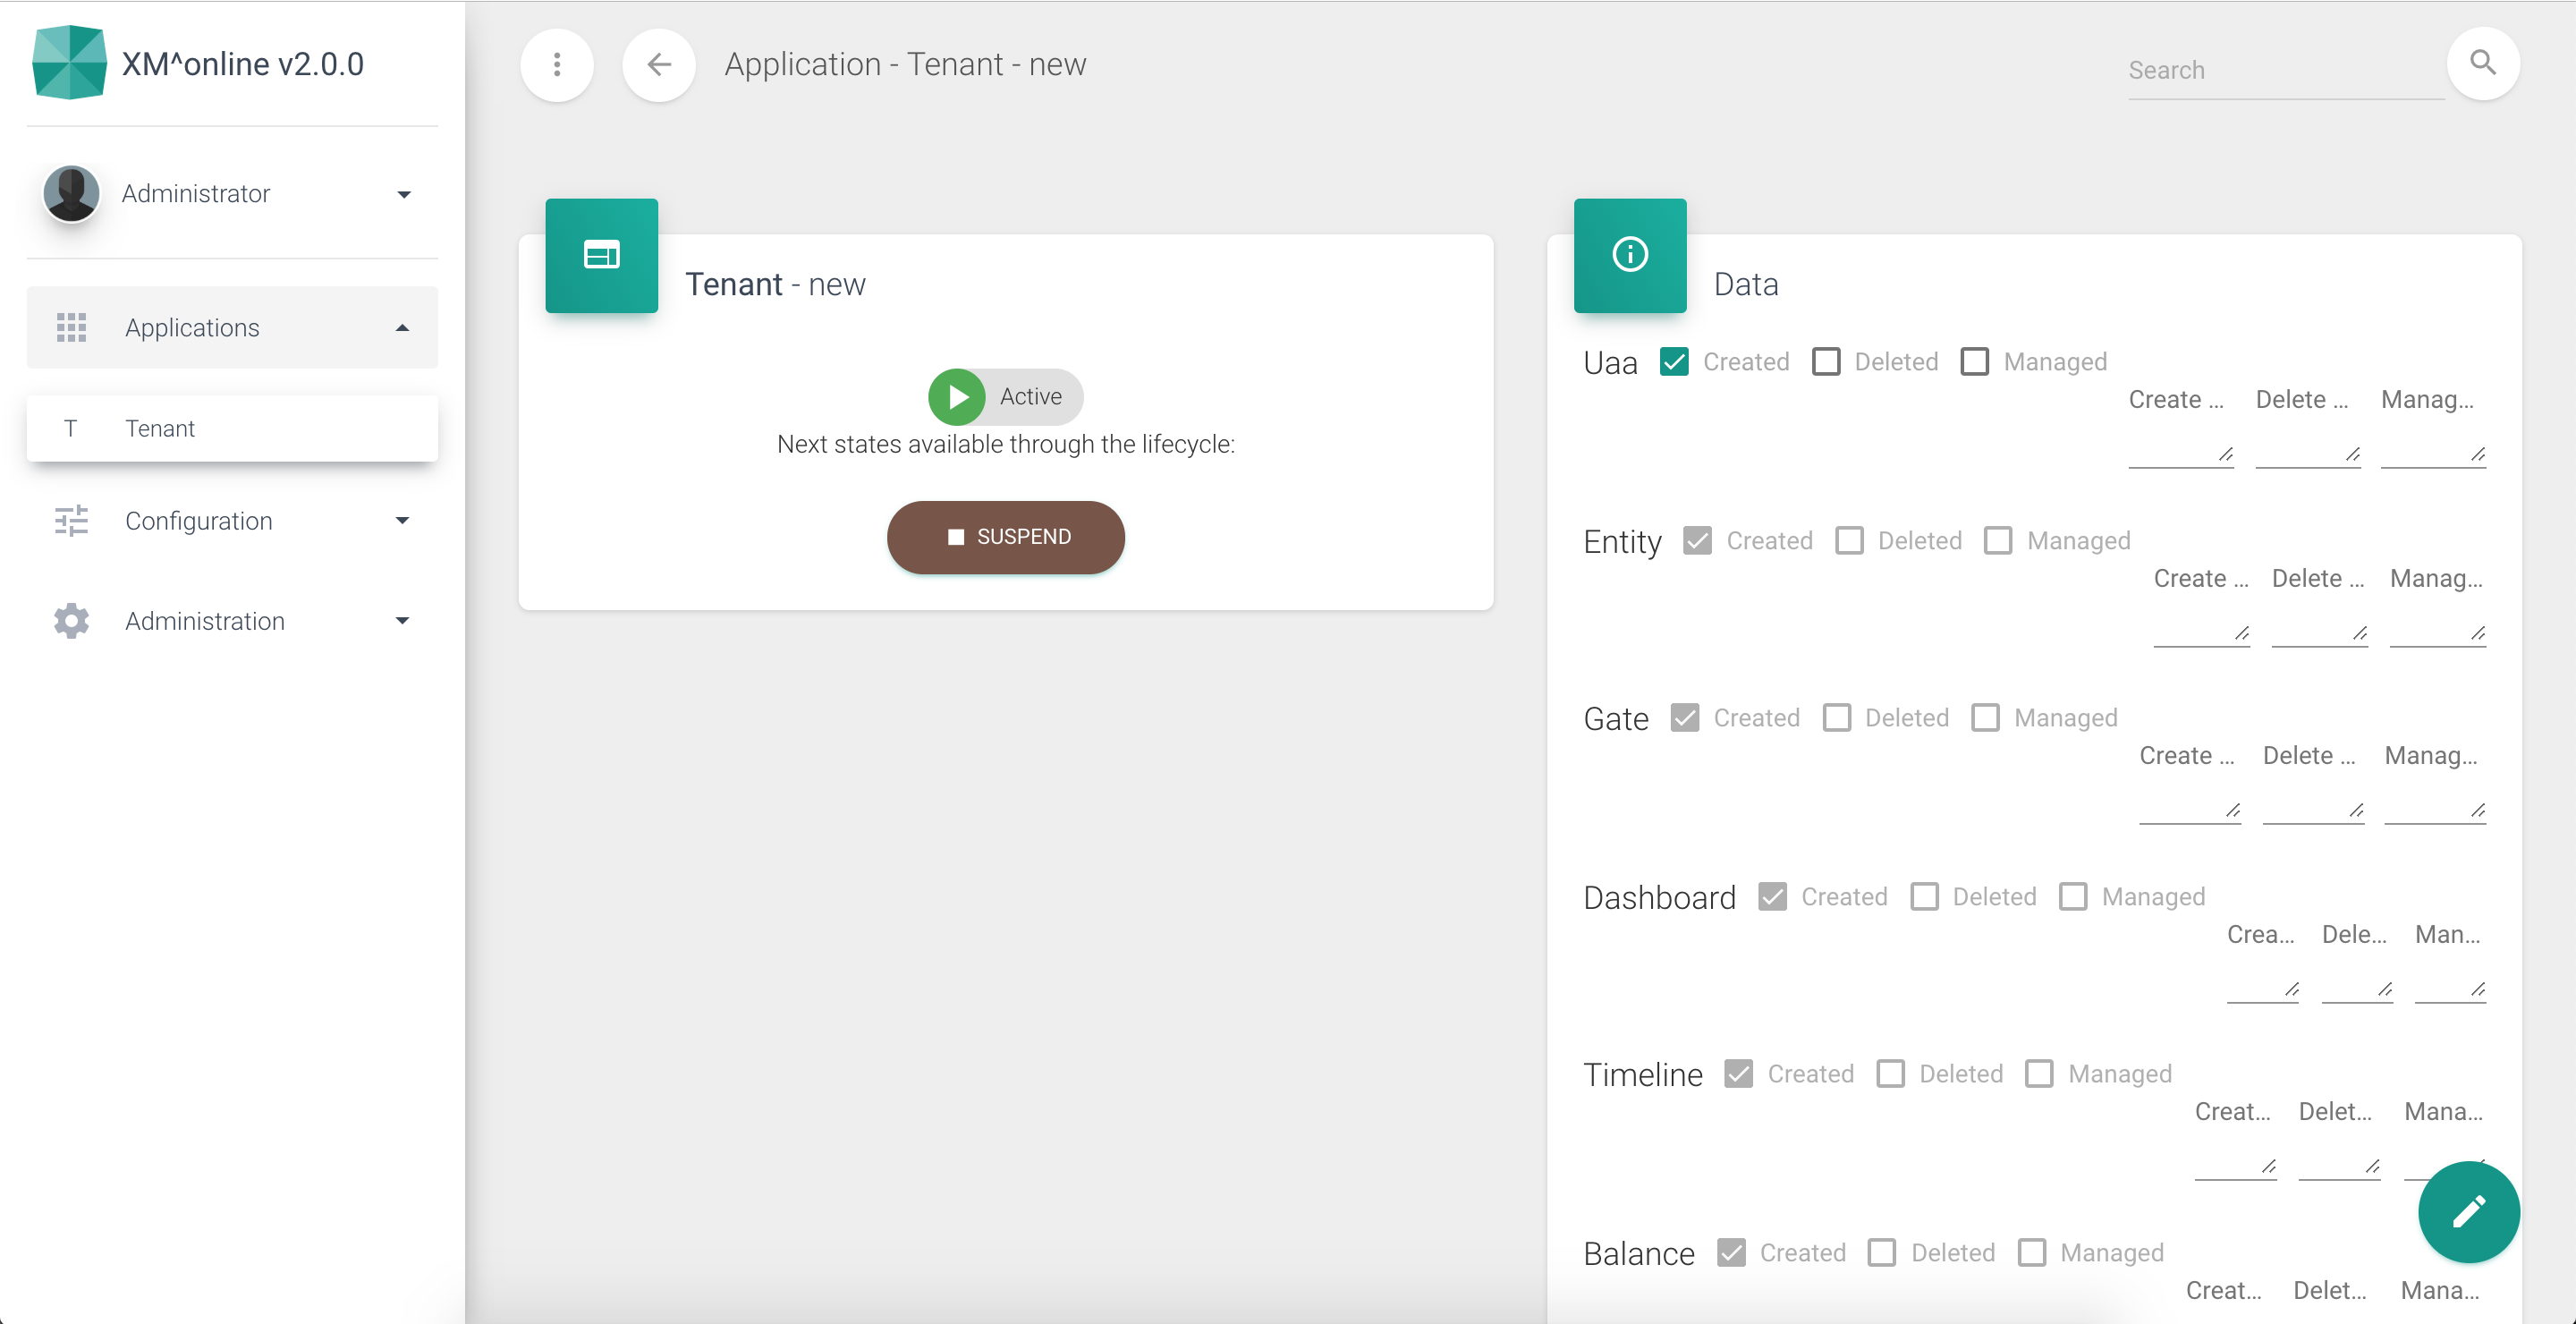 XM^online v2.0.0
Administrator
Applications
T Tenant
Configuration
Administration
Application - Tenant - new
Search
Tenant - new
Active
Next states available through the lifecycle:
SUSPEND
Data
Uaa Created Deleted Managed
Create ... Delete ... Manag...
Entity Created Deleted Managed
Create ... Delete ... Manag...
Gate Created Deleted Managed
Create ... Delete ... Manag...
Dashboard Created Deleted Managed
Crea... Dele... Man...
Timeline Created Deleted Managed
Creat... Delet... Mana...
Balance Created Deleted Managed
Creat... Delet... Mana...